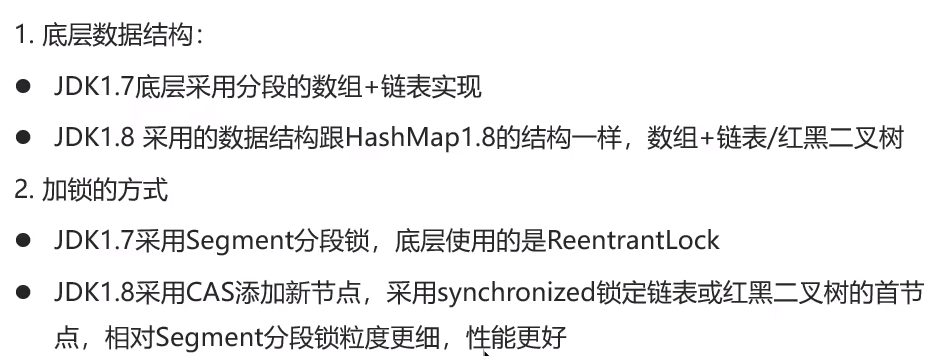 1. 底层数据结构：
● JDK1.7底层采用分段的数组+链表实现
● JDK1.8 采用的数据结构跟HashMap1.8的结构一样，数组+链表/红黑二叉树
2. 加锁的方式
● JDK1.7采用Segment分段锁，底层使用的是ReentrantLock
● JDK1.8采用CAS添加新节点，采用synchronized锁定链表或红黑二叉树的首节
点，相对Segment分段锁粒度更细，性能更好